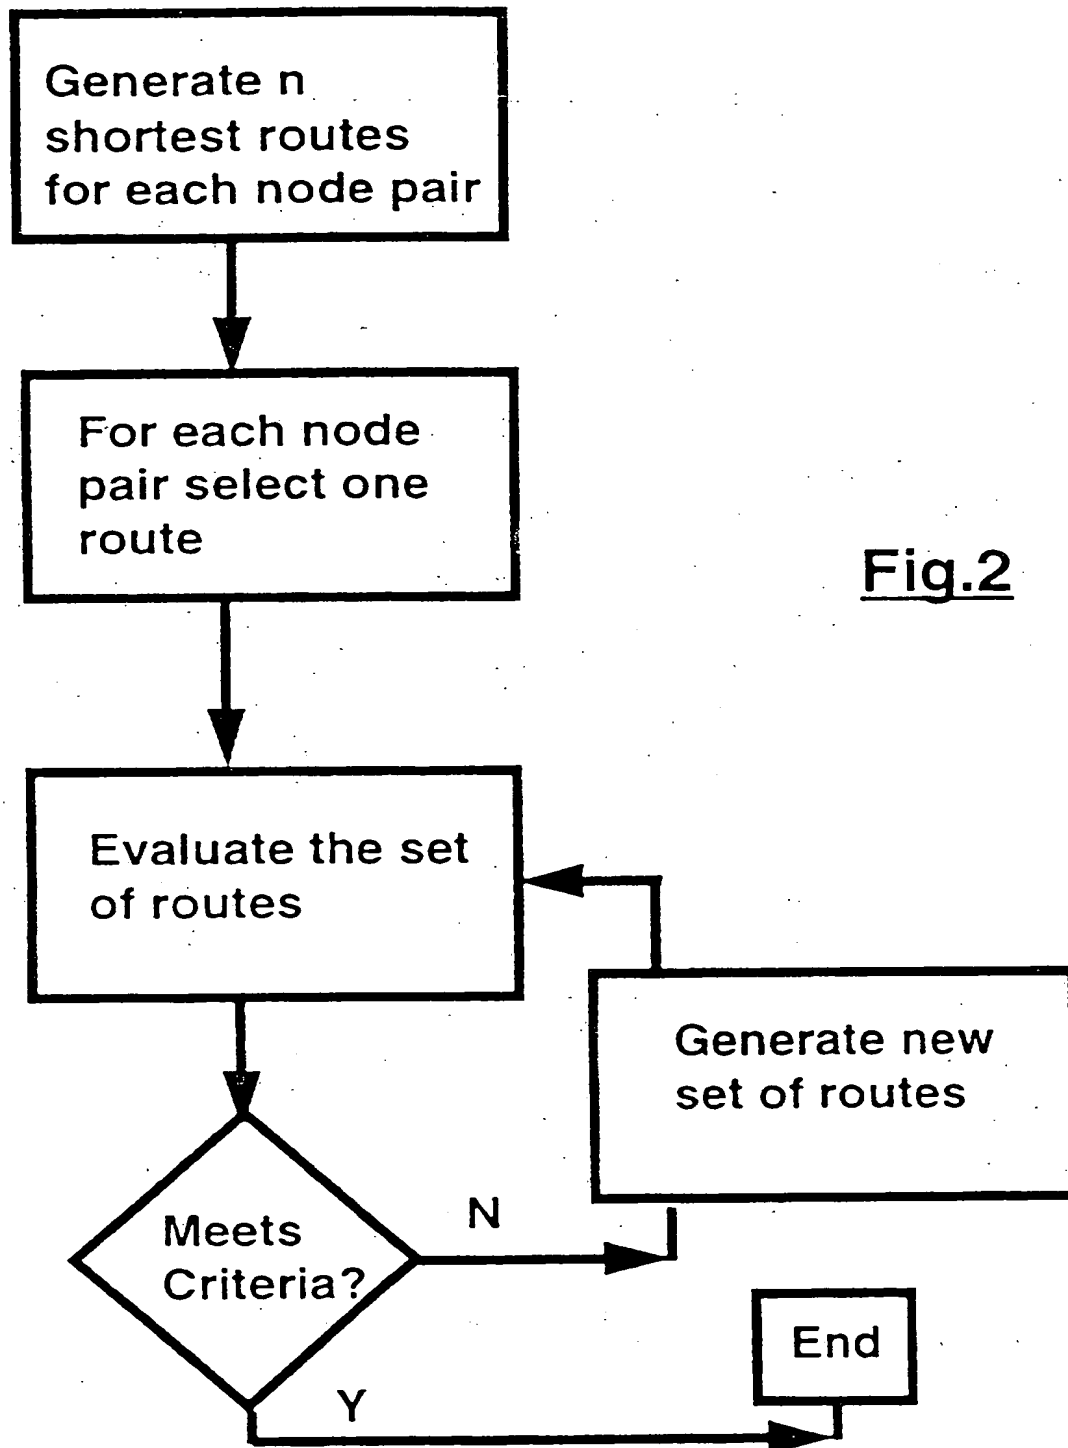 Generate n
shortest routes
for each node pair
For each node
pair select one
route
Fig.2
Evaluate the set
of routes
Generate new
set of routes
Meets
Criteria?
N
End
Y